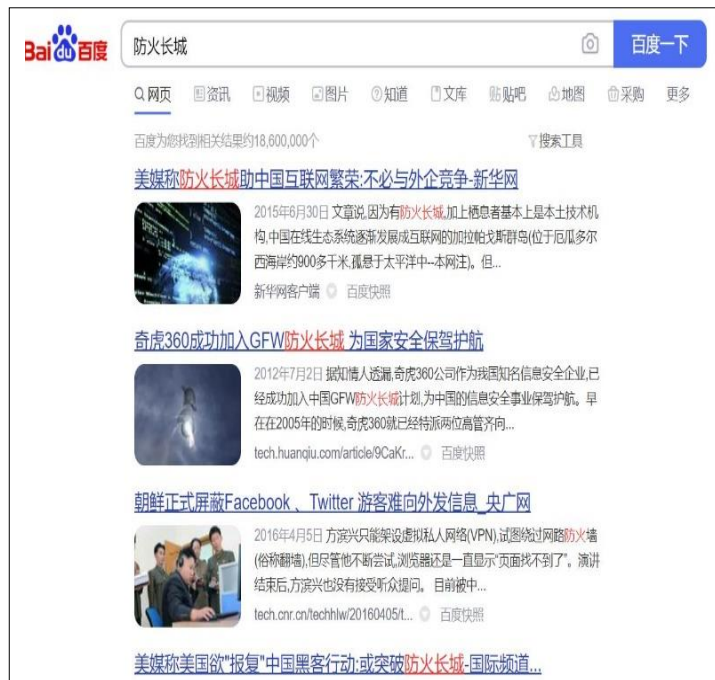 Bai du 百度
防火长城
百度一下
网页 资讯 视频 图片 知道 文库 贴吧 地图 采购 更多
百度为您找到相关结果约18,600,000个
搜索工具
美媒称防火长城助中国互联网繁荣:不必与外企竞争-新华网
2015年6月30日 文章说,因为有防火长城,加上栖息者基本上是本土技术机
构,中国在线生态系统逐渐发展成互联网的加拉帕戈斯群岛(位于厄瓜多尔
西海岸约900多千米,孤悬于太平洋中--本网注)。但...
新华网客户端 百度快照
奇虎360成功加入GFW防火长城 为国家安全保驾护航
2012年7月2日 据知情人透漏,奇虎360公司作为我国知名信息安全企业,已
经成功加入中国GFW防火长城计划,为中国的信息安全事业保驾护航。早
在在2005年的时候,奇虎360就已经特派两位高管齐向...
tech.huanqiu.com/article/9CaKr... 百度快照
朝鲜正式屏蔽Facebook 、Twitter 游客难向外发信息_央广网
2016年4月5日 方滨兴只能架设虚拟私人网络(VPN),试图绕过网路防火墙
(俗称翻墙),但尽管他不断尝试,浏览器还是一直显示“页面找不到了”。演讲
结束后,方滨兴也没有接受听众提问。 目前被中...
tech.cnr.cn/techhlw/20160405/t... 百度快照
美媒称美国欲"报复"中国黑客行动:或突破防火长城-国际频道...